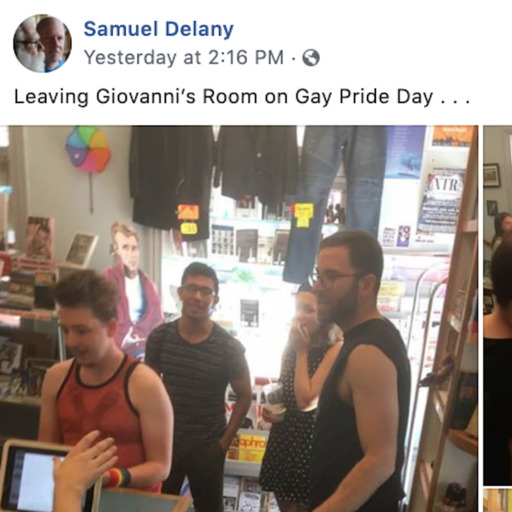 Samuel Delany
Yesterday at 2:16 PM ·
Leaving Giovanni's Room on Gay Pride Day . . .